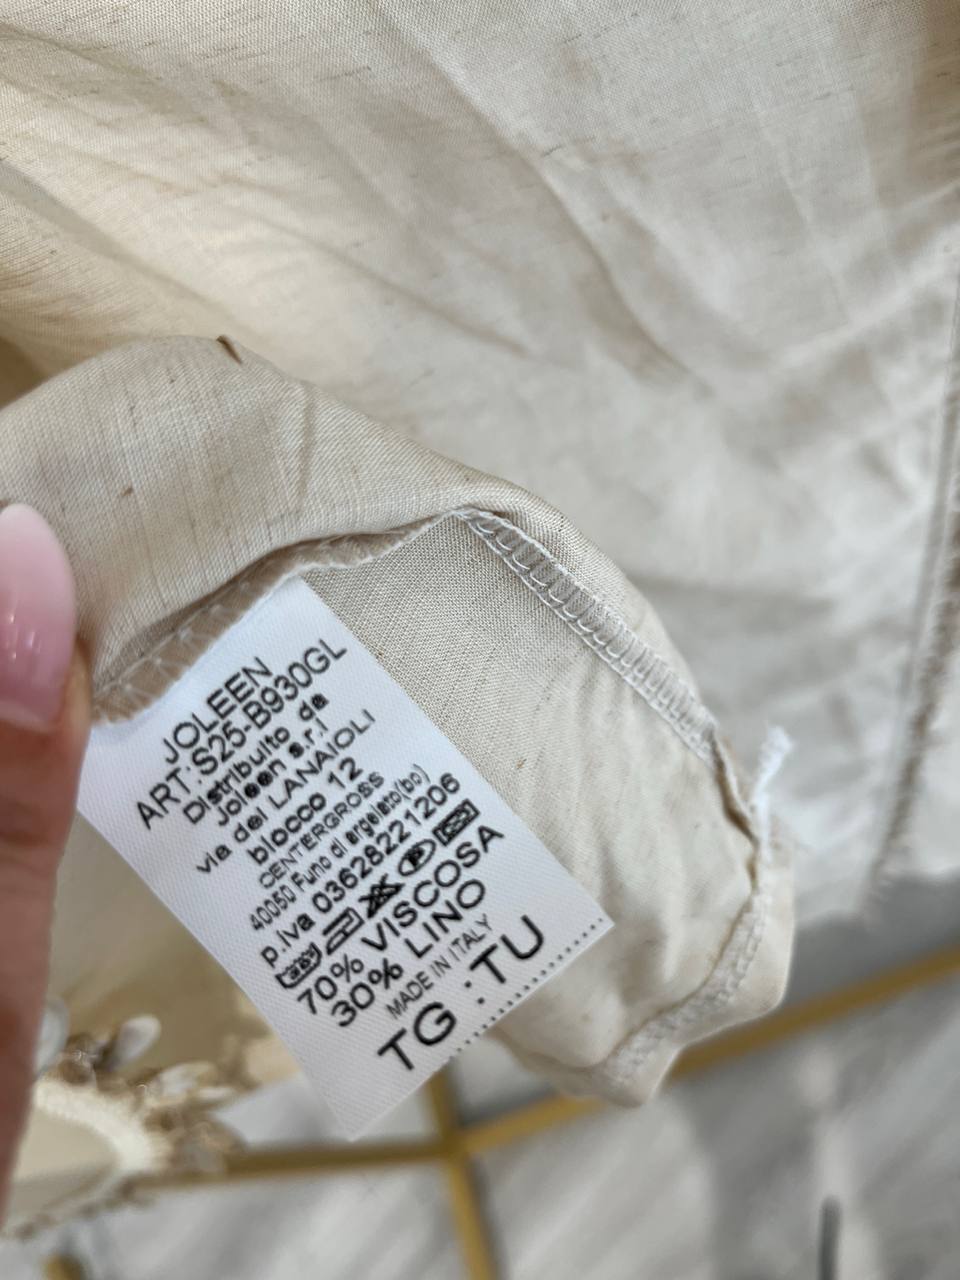 JOLEEN
ART:S25-B930GL
Distribuito da
Joleen s.r.l
via dei LANAIOLI
blocco 12
CENTERGROSS
40050 Funo di argelato(bo)
p.iva 03628221206
70% VISCOSA
30% LINO
MADE IN ITALY
TG :TU